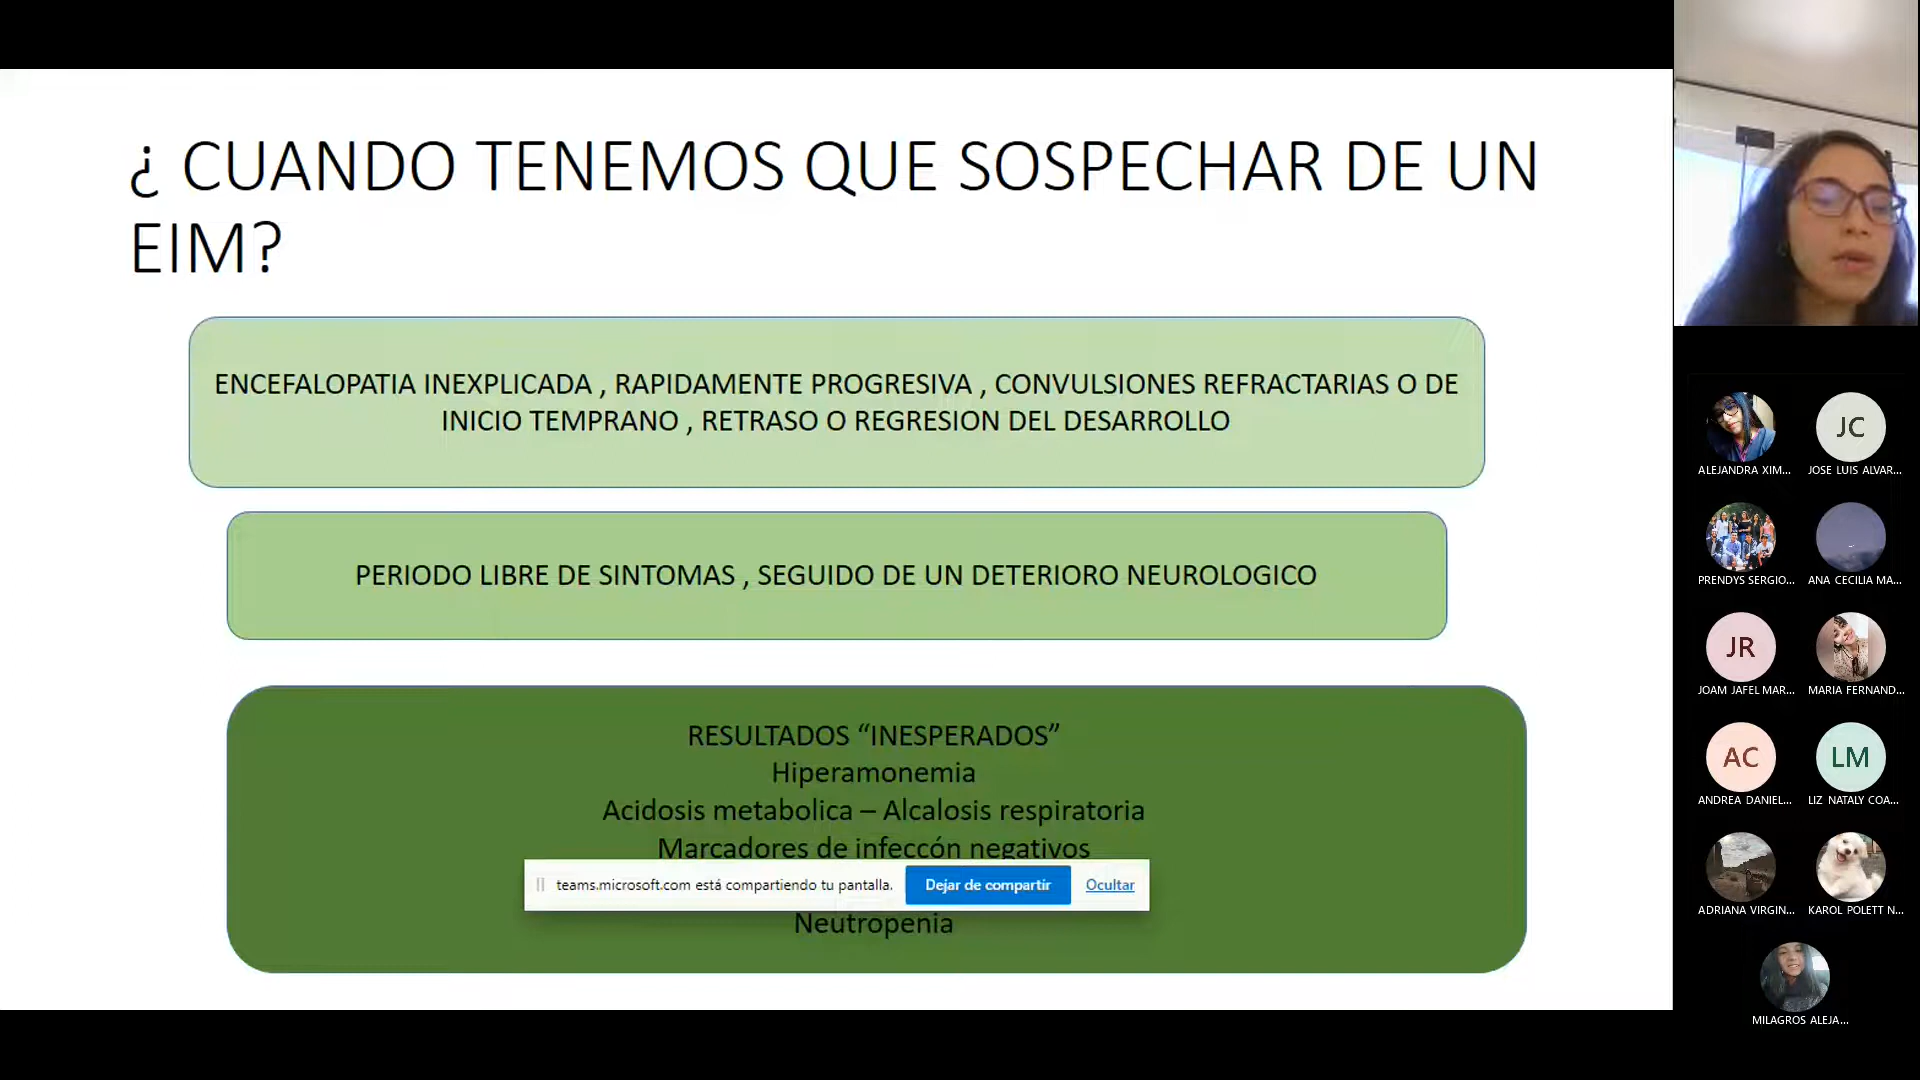 ¿ CUANDO TENEMOS QUE SOSPECHAR DE UN
EIM?
ENCEFALOPATIA INEXPLICADA , RAPIDAMENTE PROGRESIVA , CONVULSIONES REFRACTARIAS O DE
INICIO TEMPRANO , RETRASO O REGRESION DEL DESARROLLO
PERIODO LIBRE DE SINTOMAS , SEGUIDO DE UN DETERIORO NEUROLOGICO
RESULTADOS “INESPERADOS”
Hiperamonemia
Acidosis metabolica – Alcalosis respiratoria
Marcadores de infeccón negativos
teams.microsoft.com está compartiendo tu pantalla. Dejar de compartir Ocultar
Neutropenia
JC
ALEJANDRA XIM... JOSE LUIS ALVAR...
PRENDYS SERGIO... ANA CECILIA MA...
JR
JOAM JAFEL MAR... MARIA FERNAND...
AC LM
ANDREA DANIEL... LIZ NATALY COA...
ADRIANA VIRGIN... KAROL POLETT N...
MILAGROS ALEJA...